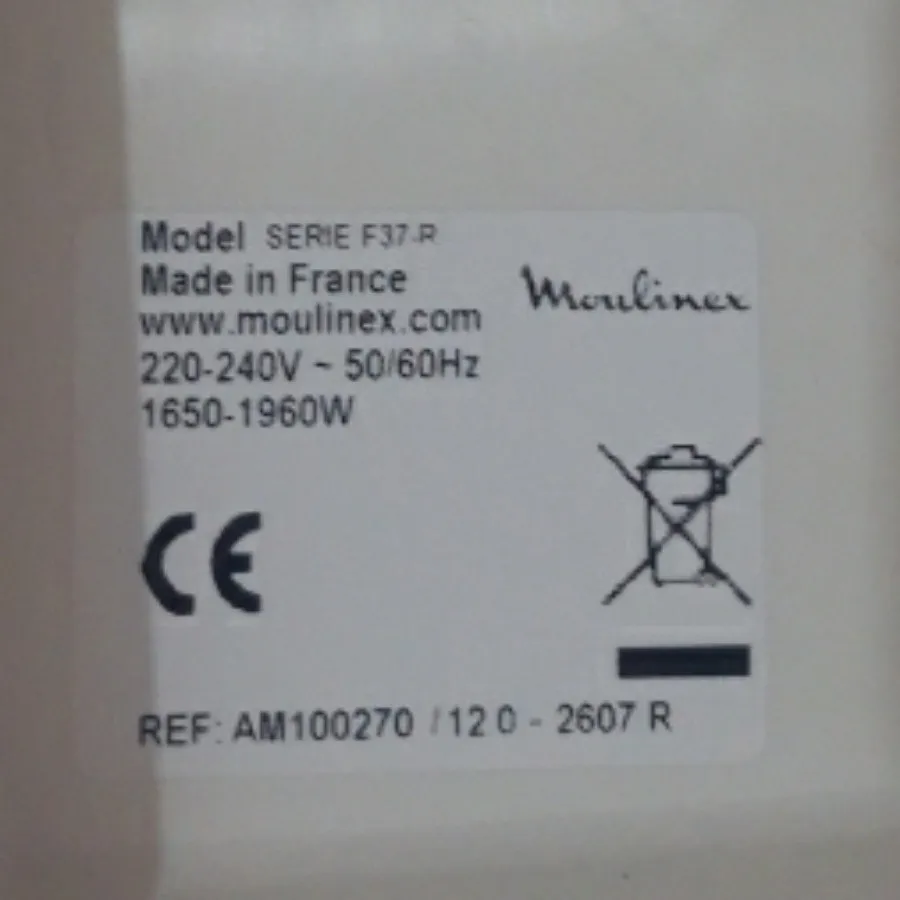 Model SERIE F37-R
Made in France
Moulinex
www.moulinex.com
220-240V ~ 50/60Hz
1650-1960W
CE
REF: AM100270 /12 0 - 2607 R